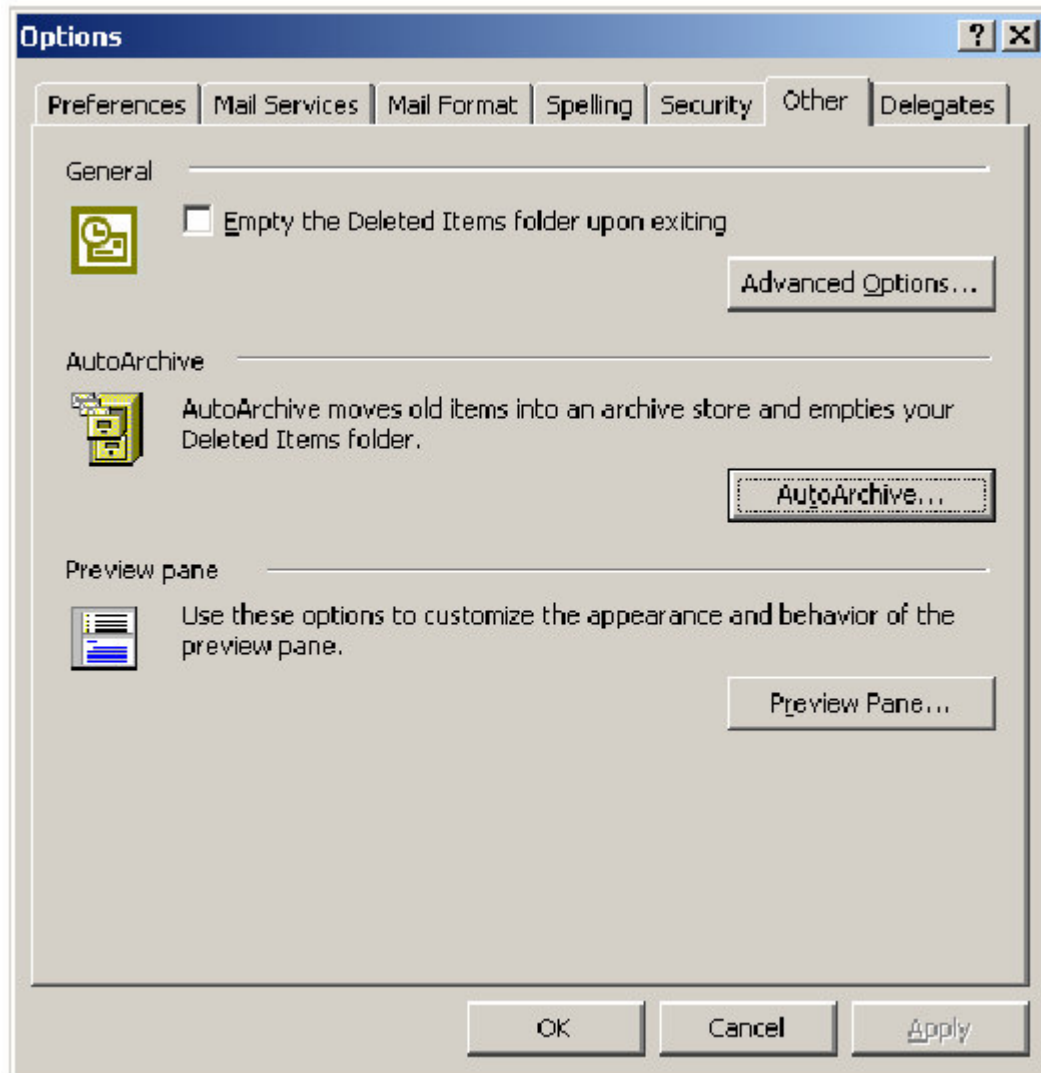 Options
Preferences Mail Services Mail Format Spelling Security Other Delegates
General
Empty the Deleted Items folder upon exiting
Advanced Options...
AutoArchive
AutoArchive moves old items into an archive store and empties your
Deleted Items folder.
AutoArchive...
Preview pane
Use these options to customize the appearance and behavior of the
preview pane.
Preview Pane...
OK Cancel Apply